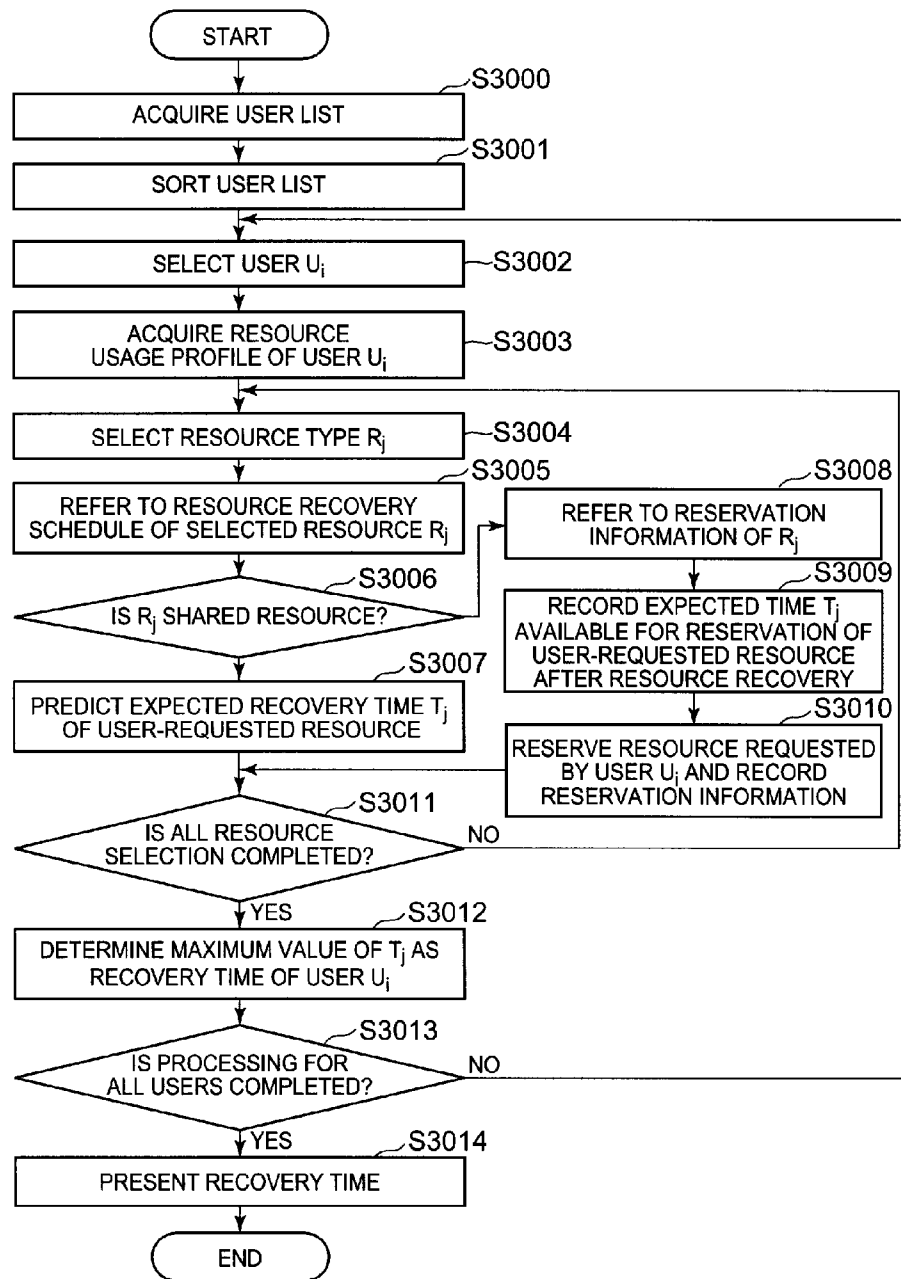 START
S3000
ACQUIRE USER LIST
S3001
SORT USER LIST
SELECT USER Ui
S3002
ACQUIRE RESOURCE
USAGE PROFILE OF USER Ui
S3003
SELECT RESOURCE TYPE Rj
S3004
S3005
REFER TO RESOURCE RECOVERY
SCHEDULE OF SELECTED RESOURCE Rj
S3006
IS Rj SHARED RESOURCE?
S3007
PREDICT EXPECTED RECOVERY TIME Tj
OF USER-REQUESTED RESOURCE
S3008
REFER TO RESERVATION
INFORMATION OF Rj
S3009
RECORD EXPECTED TIME Tj
AVAILABLE FOR RESERVATION OF
USER-REQUESTED RESOURCE
AFTER RESOURCE RECOVERY
S3010
RESERVE RESOURCE REQUESTED
BY USER Ui AND RECORD
RESERVATION INFORMATION
S3011
IS ALL RESOURCE
SELECTION COMPLETED?
NO
YES
S3012
DETERMINE MAXIMUM VALUE OF Tj AS
RECOVERY TIME OF USER Ui
S3013
IS PROCESSING FOR
ALL USERS COMPLETED?
NO
YES
S3014
PRESENT RECOVERY TIME
END